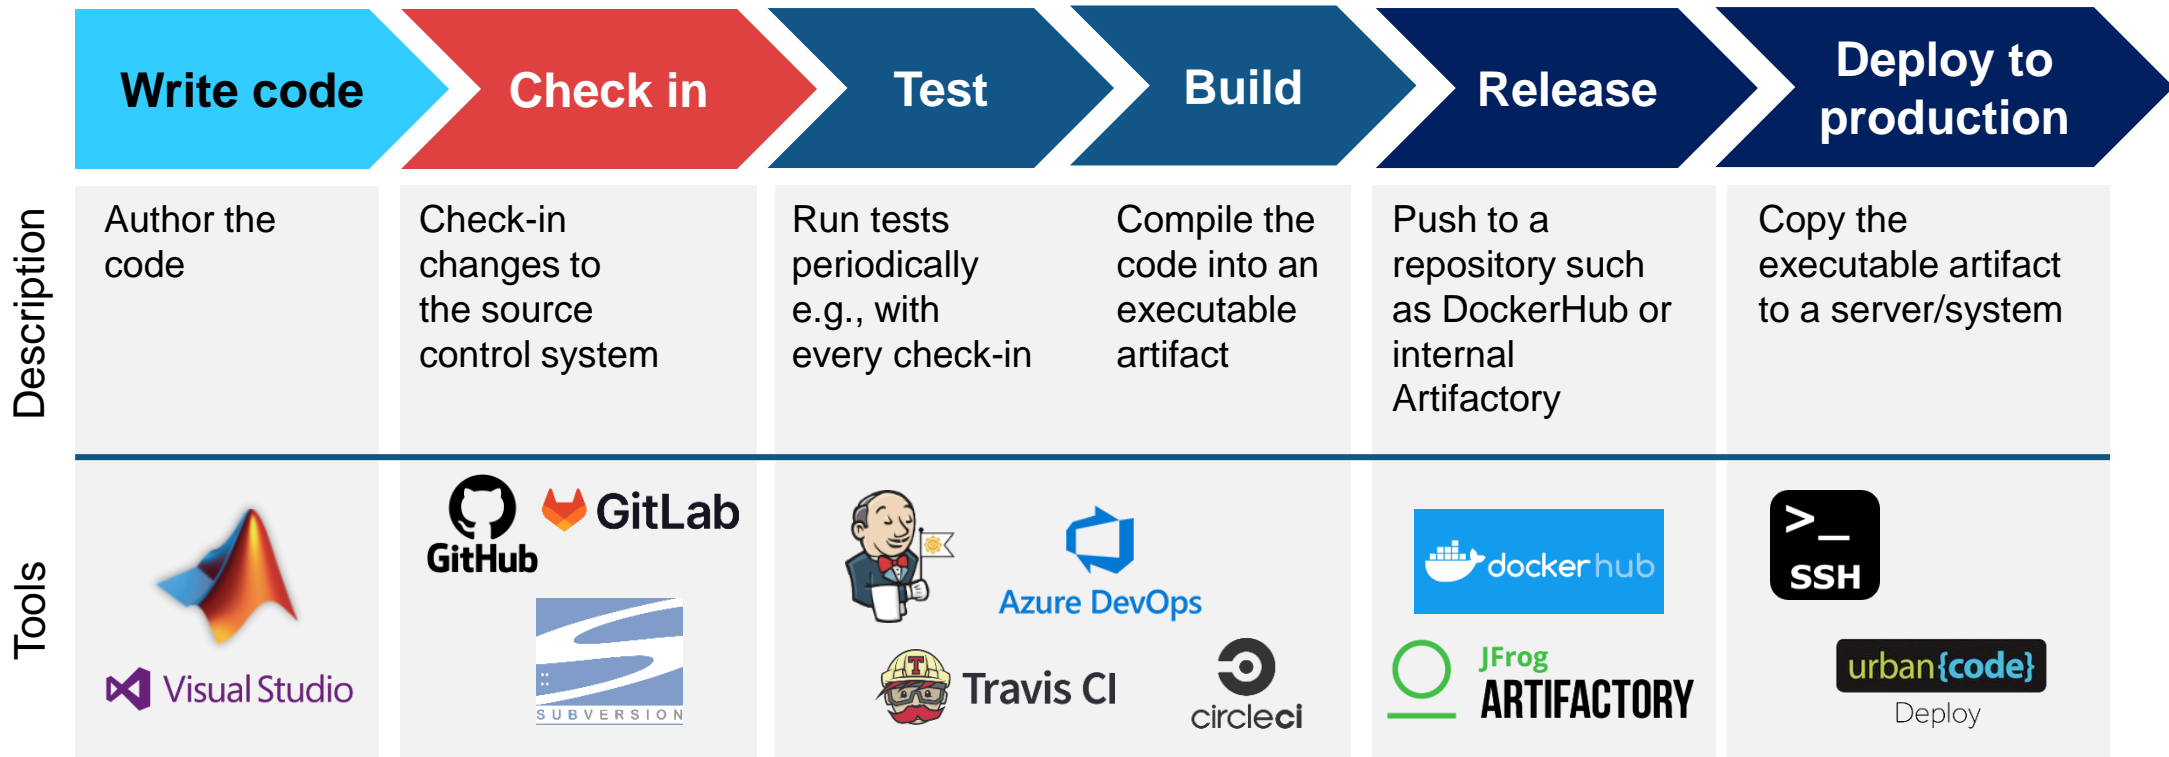 Write code
Check in
Test
Build
Release
Deploy to
production
Description
Author the
code
Check-in
changes to
the source
control system
Run tests
periodically
e.g., with
every check-in
Compile the
code into an
executable
artifact
Push to a
repository such
as DockerHub or
internal
Artifactory
Copy the
executable artifact
to a server/system
Tools
Visual Studio
GitHub
GitLab
SUBVERSION
Azure DevOps
T
Travis CI
circleci
dockerhub
JFrog
ARTIFACTORY
>_
SSH
urban{code}
Deploy